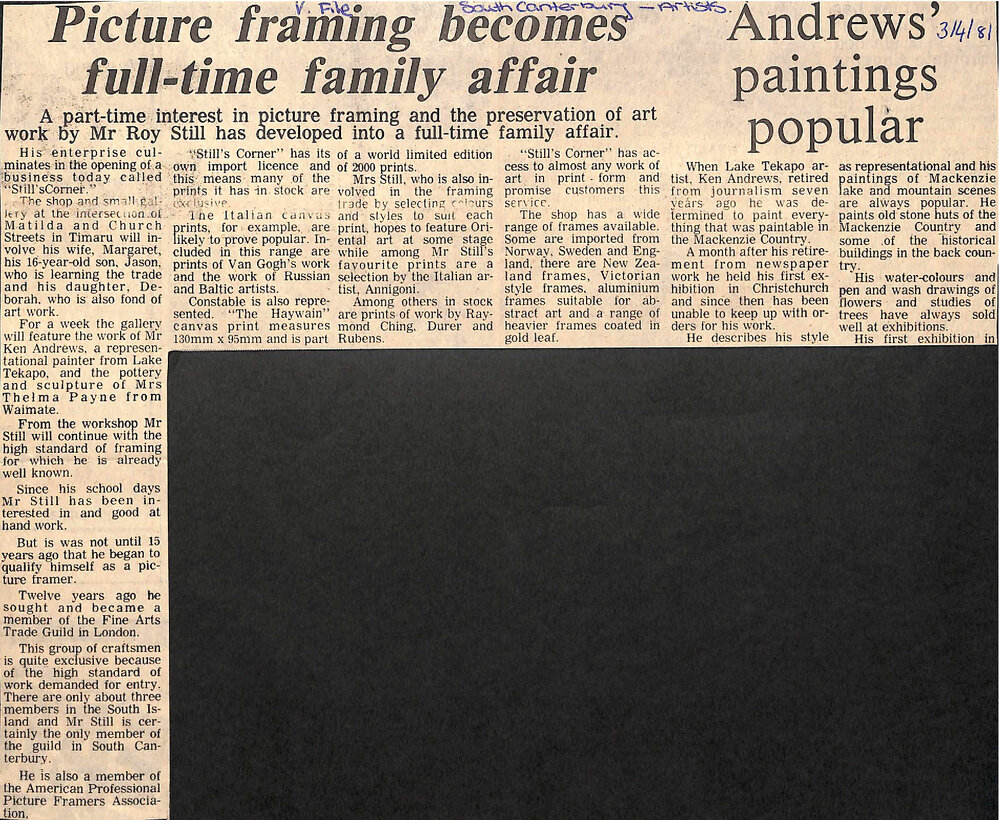 V. File
South Canterbury - Artists.
3/4/81
Picture framing becomes
full-time family affair
A part-time interest in picture framing and the preservation of art
work by Mr Roy Still has developed into a full-time family affair.
His enterprise cul-
minates in the opening of a
business today called
"Still'sCorner."
The shop and small gal-
lery at the intersection of
Matilda and Church
Streets in Timaru will in-
volve his wife, Margaret,
his 16-year-old son, Jason,
who is learning the trade
and his daughter, De-
borah, who is also fond of
art work.
For a week the gallery
will feature the work of Mr
Ken Andrews, a represen-
tational painter from Lake
Tekapo, and the pottery
and sculpture of Mrs
Thelma Payne from
Waimate.
From the workshop Mr
Still will continue with the
high standard of framing
for which he is already
well known.
Since his school days
Mr Still has been in-
terested in and good at
hand work.
But is was not until 15
years ago that he began to
qualify himself as a pic-
ture framer.
Twelve years ago he
sought and became a
member of the Fine Arts
Trade Guild in London.
This group of craftsmen
is quite exclusive because
of the high standard of
work demanded for entry.
There are only about three
members in the South Is-
land and Mr Still is cer-
tainly the only member of
the guild in South Can-
terbury.
He is also a member of
the American Professional
Picture Framers Associa-
tion.
"Still's Corner" has its
own import licence and
this means many of the
prints it has in stock are
exclusive.
The Italian canvas
prints, for example, are
likely to prove popular. In-
cluded in this range are
prints of Van Gogh's work
and the work of Russian
and Baltic artists.
Constable is also repre-
sented. "The Haywain"
canvas print measures
130mm x 95mm and is part
of a world limited edition
of 2000 prints.
Mrs Still, who is also in-
volved in the framing
trade by selecting colours
and styles to suit each
print, hopes to feature Ori-
ental art at some stage
while among Mr Still's
favourite prints are a
selection by the Italian ar-
tist, Annigoni.
Among others in stock
are prints of work by Ray-
mond Ching, Durer and
Rubens.
"Still's Corner" has ac-
cess to almost any work of
art in print form and
promise customers this
service.
The shop has a wide
range of frames available.
Some are imported from
Norway, Sweden and Eng-
land, there are New Zea-
land frames, Victorian
style frames, aluminium
frames suitable for ab-
stract art and a range of
heavier frames coated in
gold leaf.
Andrews'
paintings
popular
When Lake Tekapo ar-
tist, Ken Andrews, retired
from journalism seven
years ago he was de-
termined to paint every-
thing that was paintable in
the Mackenzie Country.
A month after his retire-
ment from newspaper
work he held his first ex-
hibition in Christchurch
and since then has been
unable to keep up with or-
ders for his work.
He describes his style
as representational and his
paintings of Mackenzie
lake and mountain scenes
are always popular. He
paints old stone huts of the
Mackenzie Country and
some of the historical
buildings in the back coun-
try.
His water-colours and
pen and wash drawings of
flowers and studies of
trees have always sold
well at exhibitions.
His first exhibition in